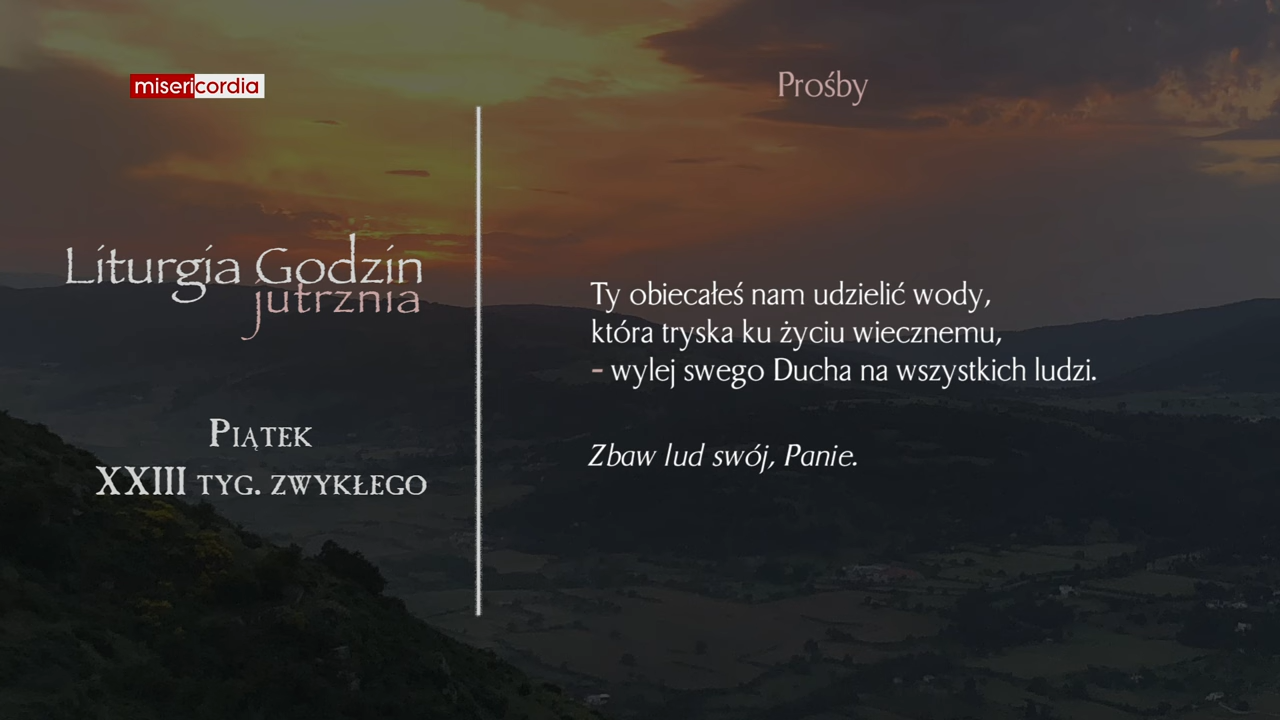 misericordia
Prośby
Liturgia Godzin
jutrznia
Piątek
XXIII tyg. zwykłego
Ty obiecałeś nam udzielić wody,
która tryska ku życiu wiecznemu,
- wylej swego Ducha na wszystkich ludzi.
Zbaw lud swój, Panie.